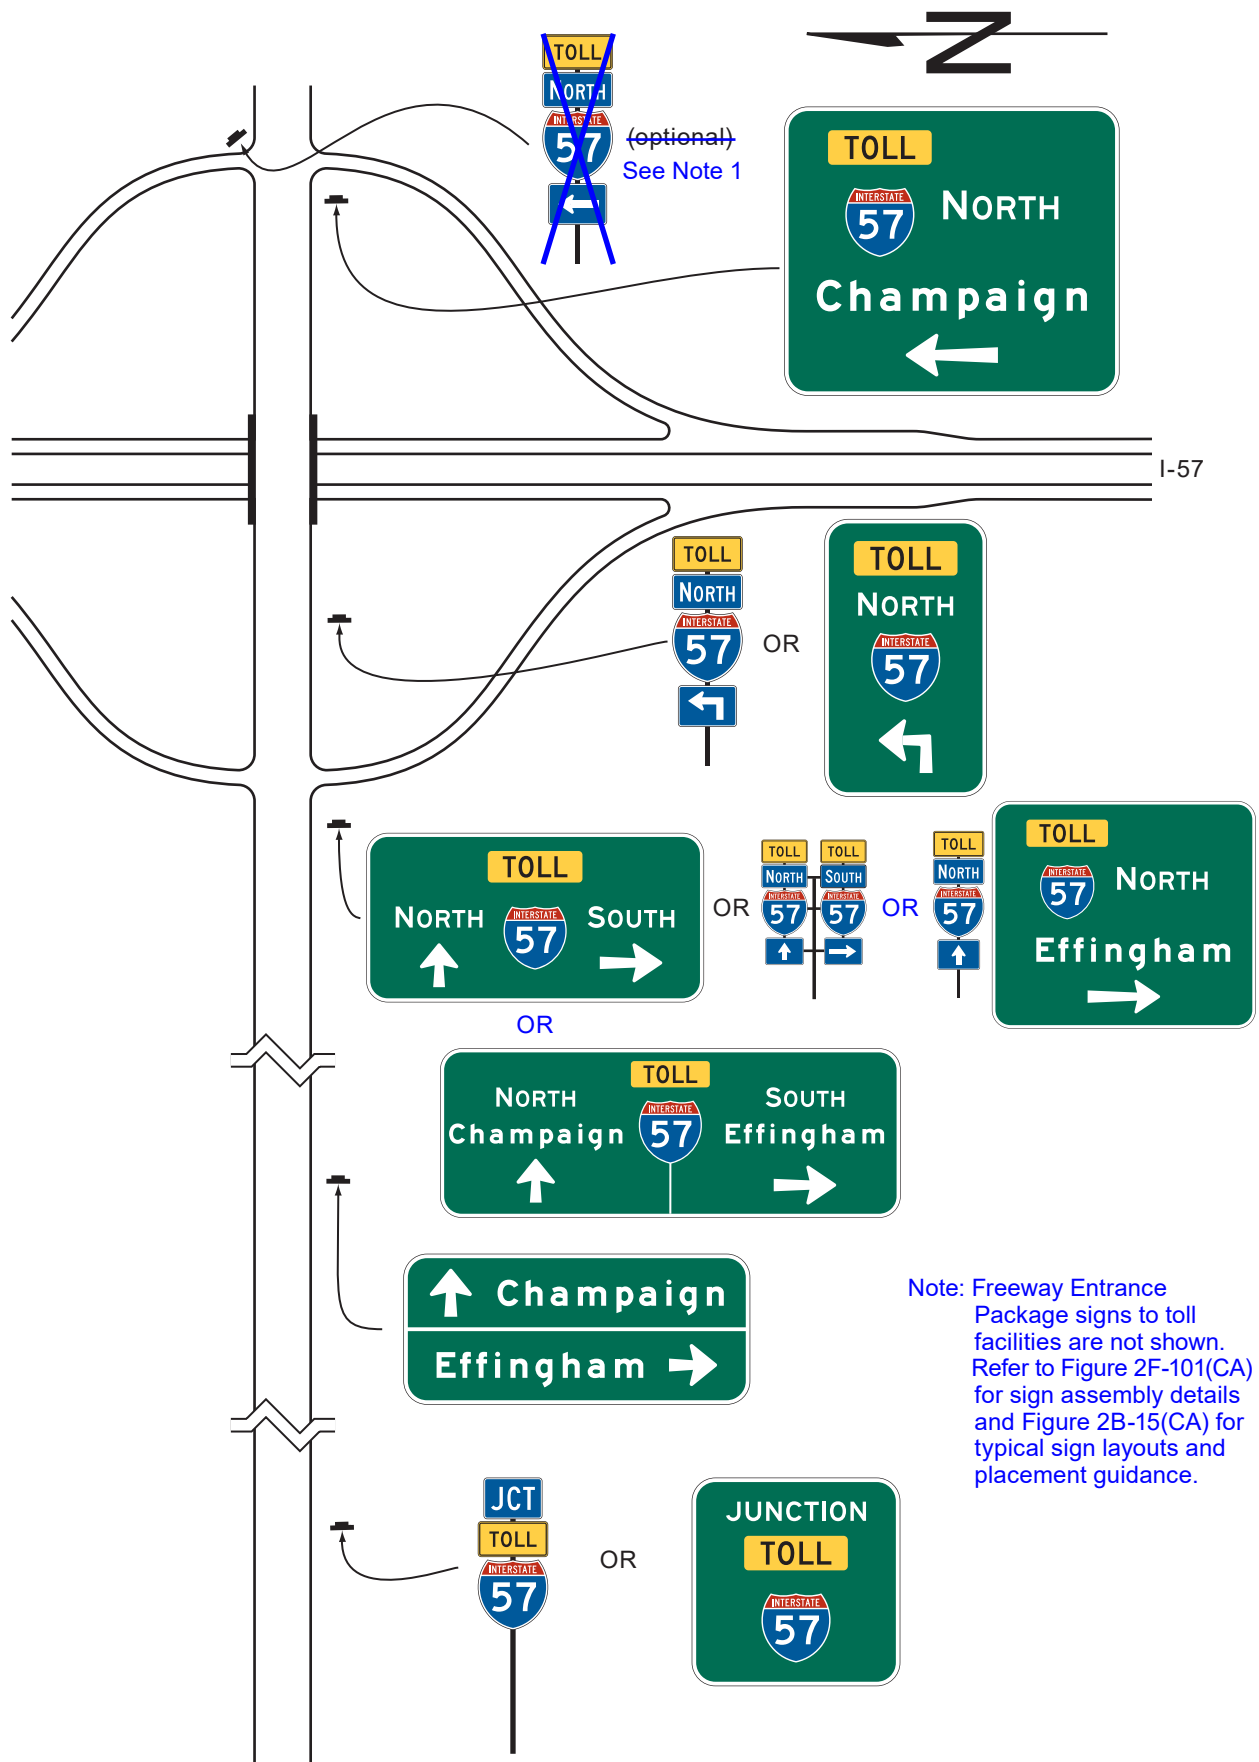 N
TOLL
NORTH
INTERSTATE
57
(optional)
See Note 1
TOLL
INTERSTATE
57
NORTH
Champaign
I-57
TOLL
NORTH
INTERSTATE
57
OR
TOLL
NORTH
INTERSTATE
57
TOLL
NORTH
INTERSTATE
57
SOUTH
OR
TOLL
NORTH
INTERSTATE
57
TOLL
SOUTH
INTERSTATE
57
OR
TOLL
NORTH
INTERSTATE
57
TOLL
INTERSTATE
57
NORTH
Effingham
OR
TOLL
NORTH
Champaign
INTERSTATE
57
SOUTH
Effingham
Champaign
Effingham
Note: Freeway Entrance
Package signs to toll
facilities are not shown.
Refer to Figure 2F-101(CA)
for sign assembly details
and Figure 2B-15(CA) for
typical sign layouts and
placement guidance.
JCT
TOLL
INTERSTATE
57
OR
JUNCTION
TOLL
INTERSTATE
57